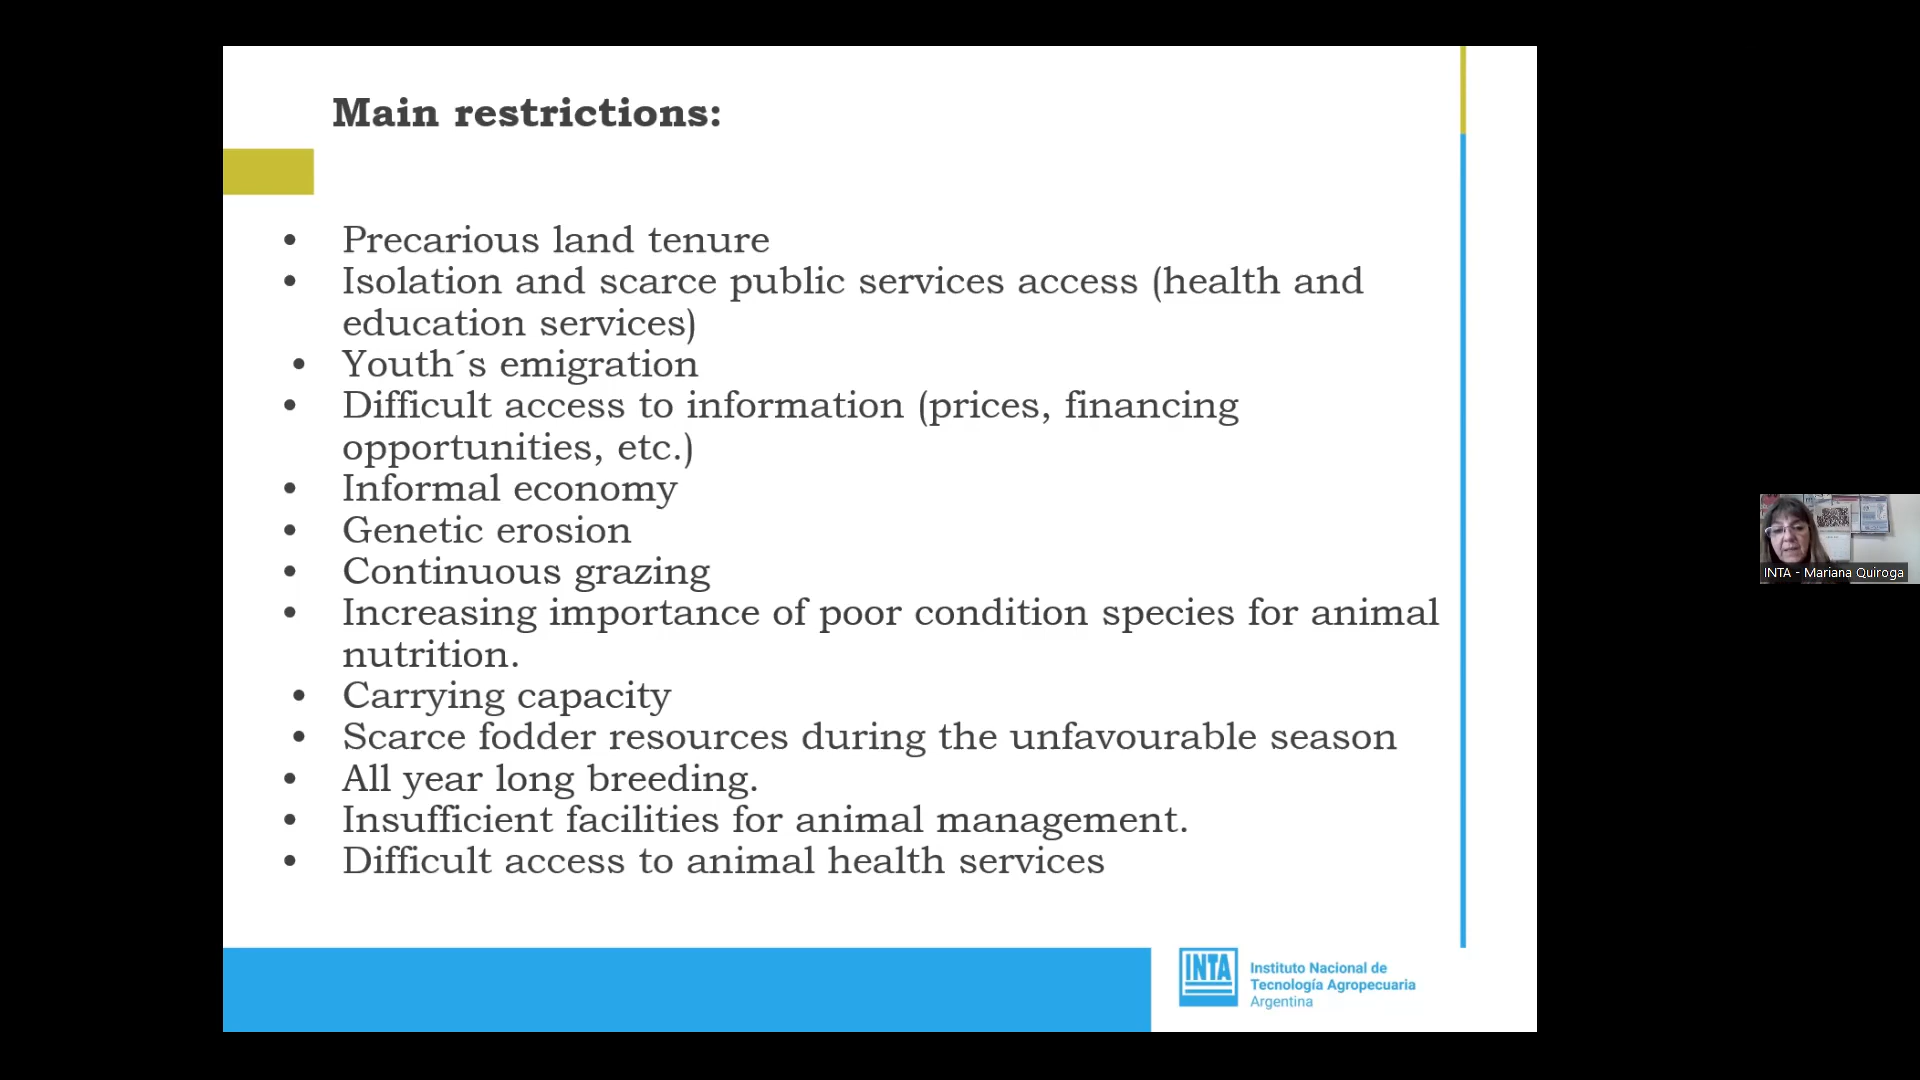 Main restrictions:
• Precarious land tenure
• Isolation and scarce public services access (health and
education services)
• Youth´s emigration
• Difficult access to information (prices, financing
opportunities, etc.)
• Informal economy
• Genetic erosion
• Continuous grazing
• Increasing importance of poor condition species for animal
nutrition.
• Carrying capacity
• Scarce fodder resources during the unfavourable season
• All year long breeding.
• Insufficient facilities for animal management.
• Difficult access to animal health services
INTA
Instituto Nacional de
Tecnología Agropecuaria
Argentina
INTA - Mariana Quiroga